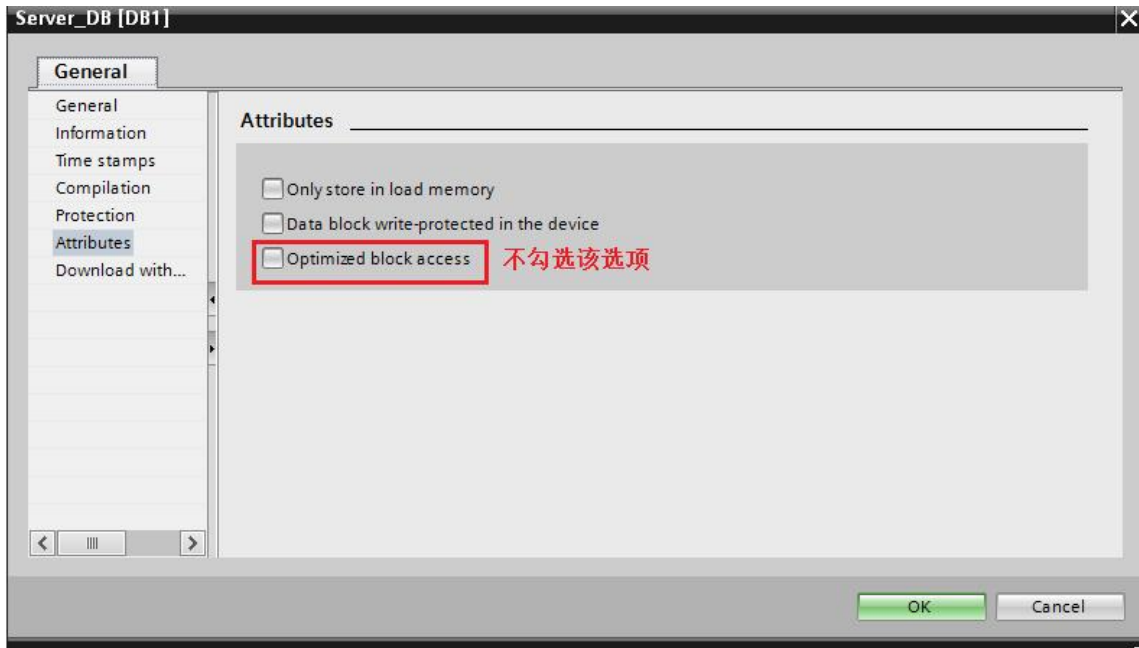 Server_DB [DB1]
General
General
Information
Time stamps
Compilation
Protection
Attributes
Download with...
Attributes
Only store in load memory
Data block write-protected in the device
Optimized block access 不勾选该选项
OK Cancel